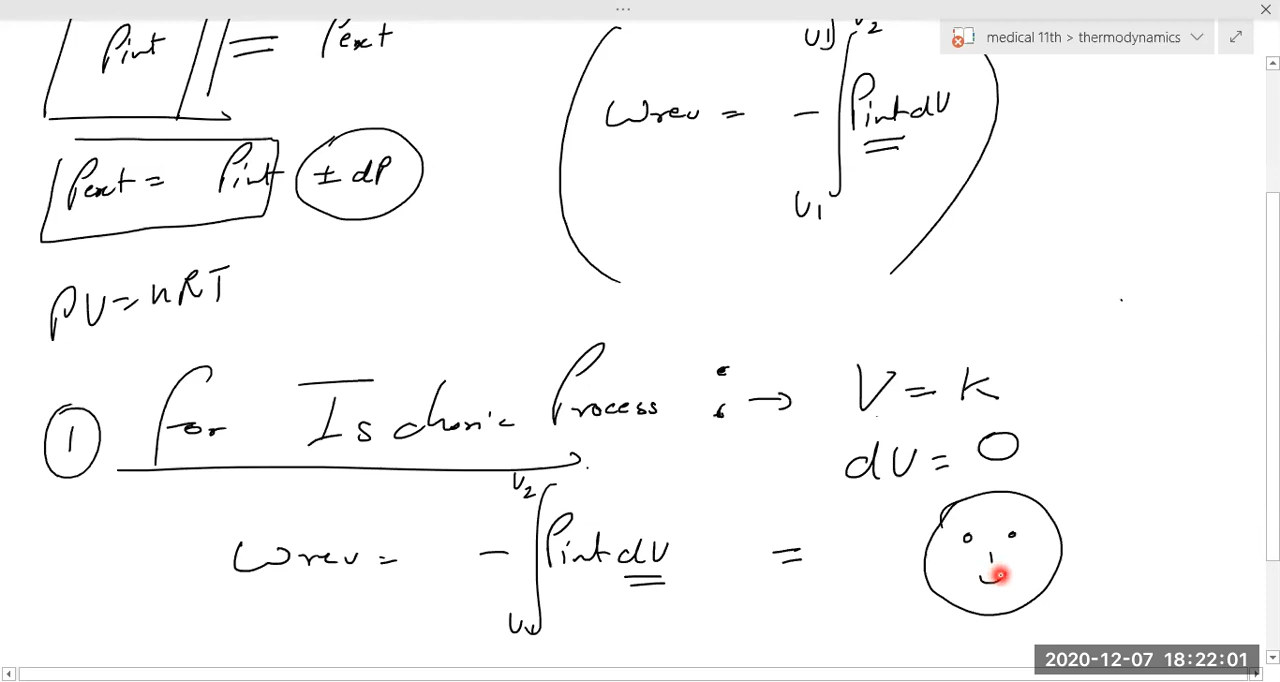 medical 11th > thermodynamics
Pint = Pext
Wrev = - ∫ Pint dV
V2
V1
Pext = Pint ± dP
PV = nRT
1 For Isochoric Process : → V = K
dV = 0
Wrev = - ∫ Pint dV =
V2
V1
2020-12-07 18:22:01